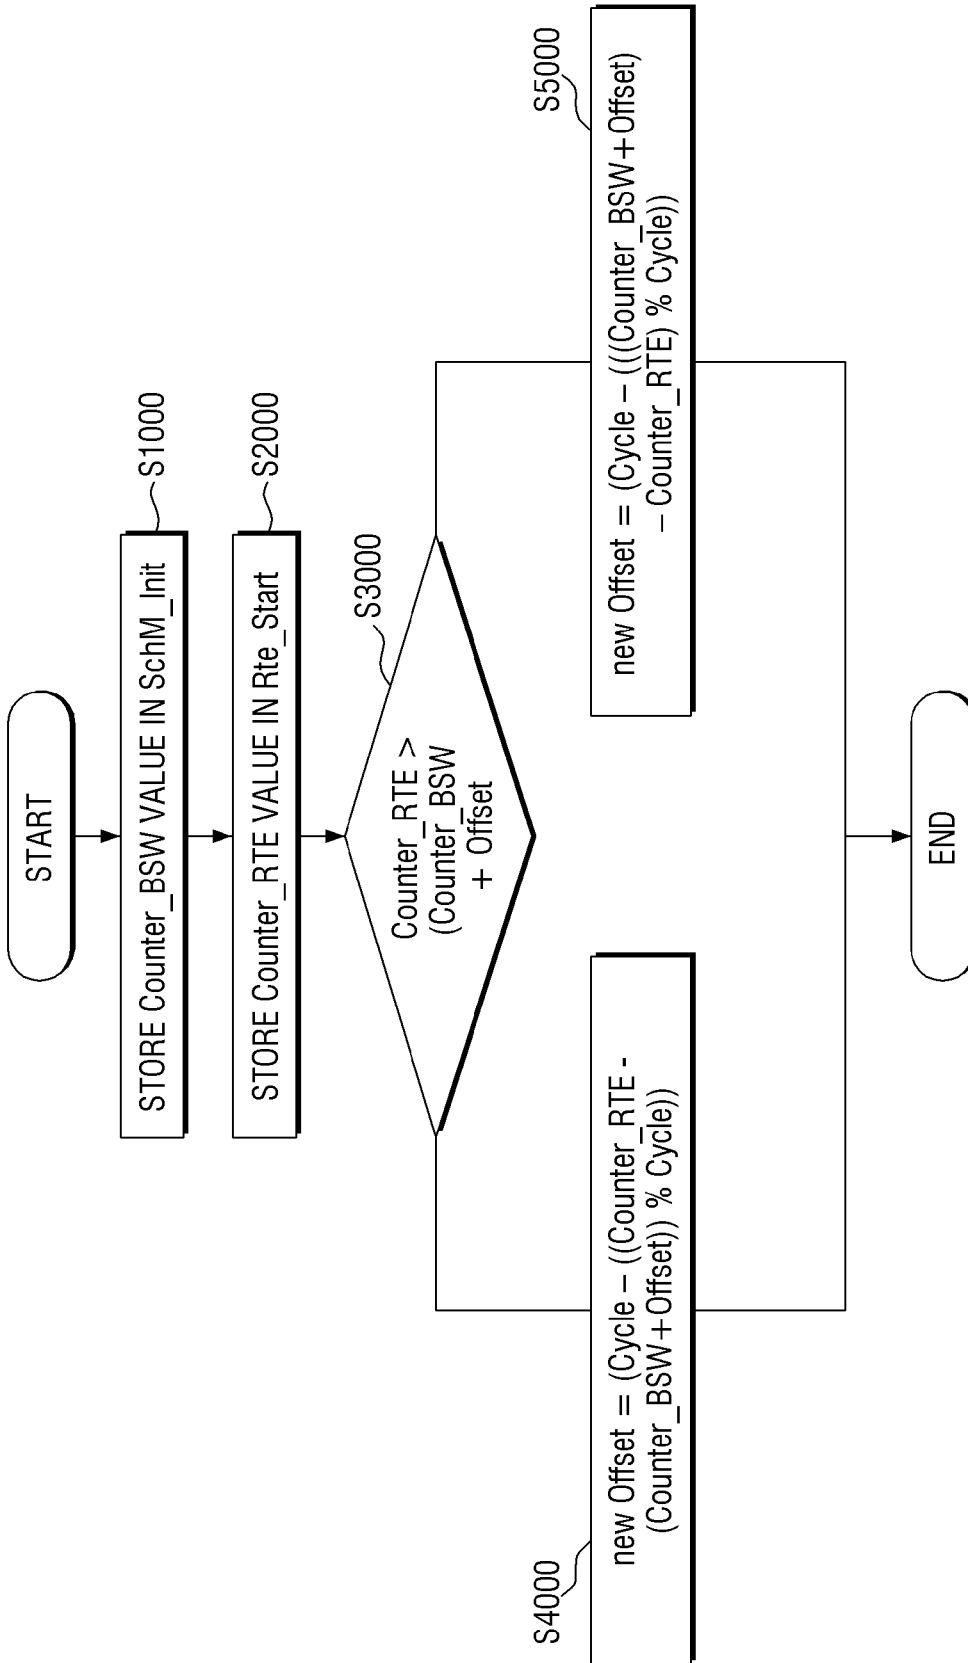 START
STORE Counter_BSW VALUE IN SchM_Init
S1000
STORE Counter_RTE VALUE IN Rte_Start
S2000
S3000
Counter_RTE >
(Counter_BSW
+ Offset
S4000
new Offset = (Cycle – ((Counter_RTE -
(Counter_BSW+Offset)) % Cycle))
S5000
new Offset = (Cycle – (((Counter_BSW+Offset)
– Counter_RTE) % Cycle))
END